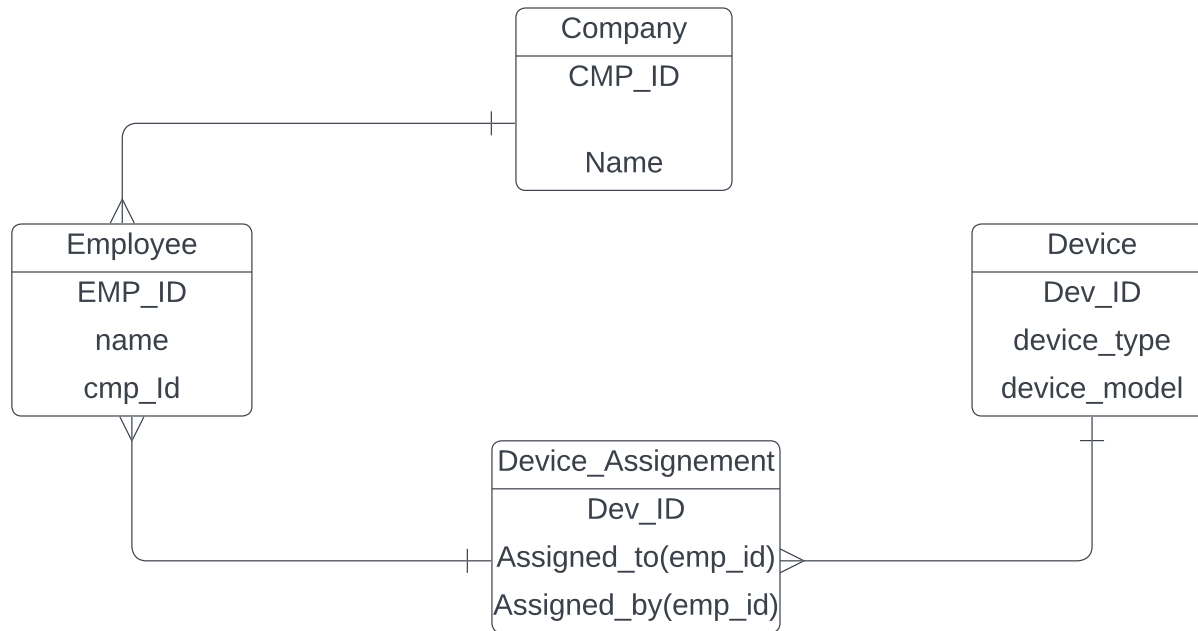 Company
CMP_ID
Name
Employee
EMP_ID
name
cmp_Id
Device
Dev_ID
device_type
device_model
Device_Assignement
Dev_ID
Assigned_to(emp_id)
Assigned_by(emp_id)